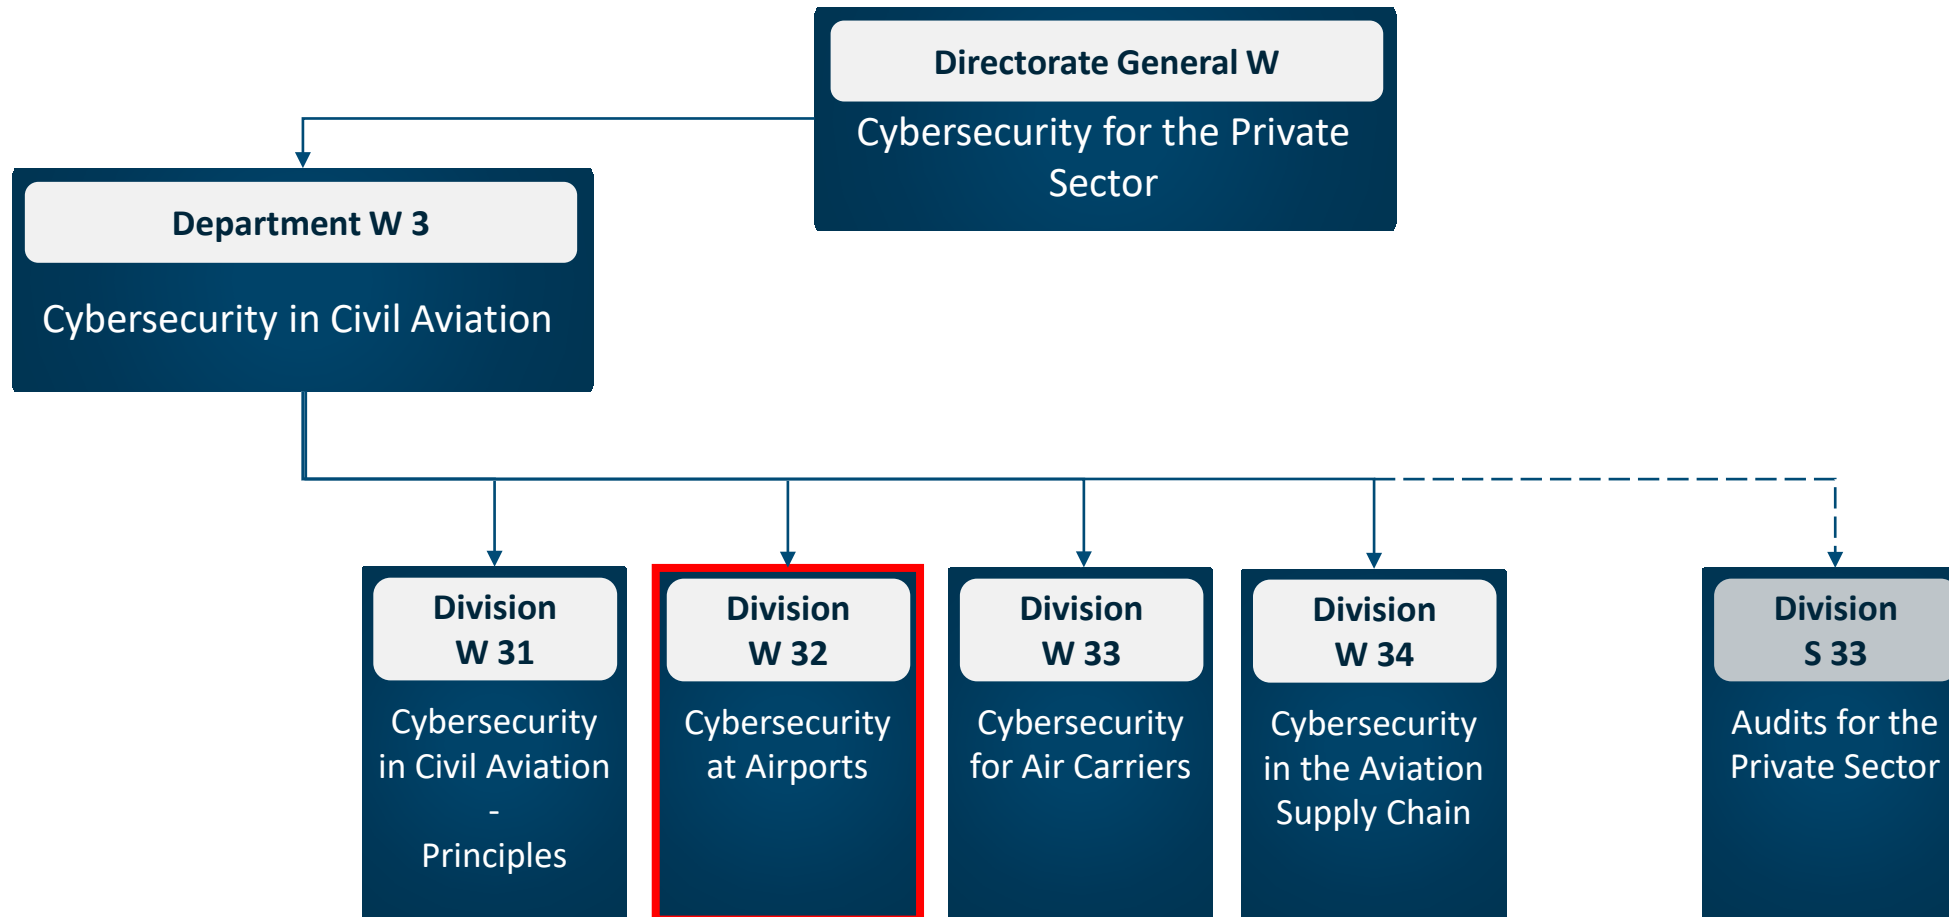 Directorate General W
Cybersecurity for the Private
Sector
Department W 3
Cybersecurity in Civil Aviation
Division
W 31
Cybersecurity
in Civil Aviation
-
Principles
Division
W 32
Cybersecurity
at Airports
Division
W 33
Cybersecurity
for Air Carriers
Division
W 34
Cybersecurity
in the Aviation
Supply Chain
Division
S 33
Audits for the
Private Sector